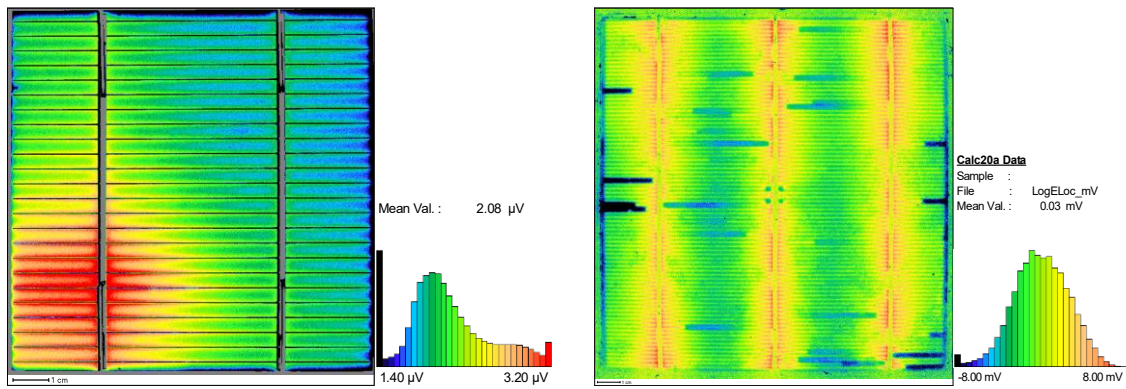 1 cm
Mean Val. : 2.08 µV
1.40 µV 3.20 µV
1cm
Calc20a Data
Sample :
File : LogELoc_mV
Mean Val. : 0.03 mV
-8.00 mV 8.00 mV